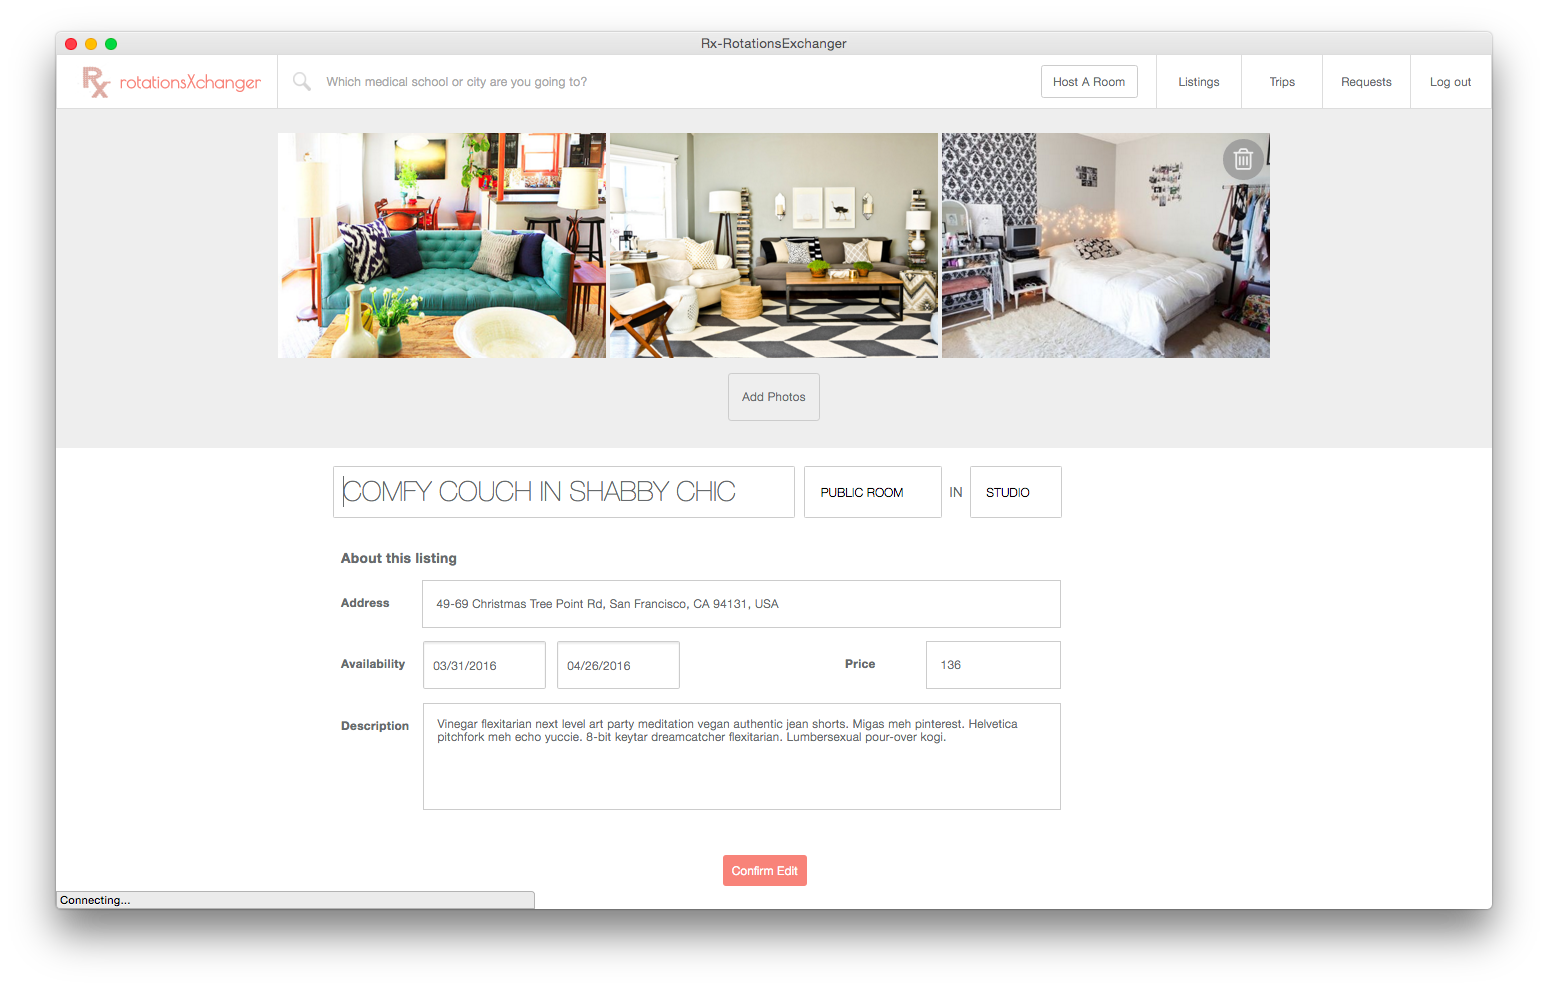 Rx-RotationsExchanger
Rx rotationsXchanger
Which medical school or city are you going to?
Host A Room
Listings
Trips
Requests
Log out
Add Photos
COMFY COUCH IN SHABBY CHIC
PUBLIC ROOM
IN
STUDIO
About this listing
Address
49-69 Christmas Tree Point Rd, San Francisco, CA 94131, USA
Availability
03/31/2016
04/26/2016
Price
136
Description
Vinegar flexitarian next level art party meditation vegan authentic jean shorts. Migas meh pinterest. Helvetica
pitchfork meh echo yuccie. 8-bit keytar dreamcatcher flexitarian. Lumbersexual pour-over kogi.
Confirm Edit
Connecting...